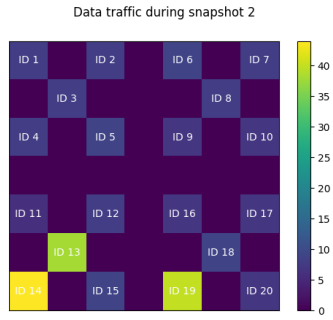 Data traffic during snapshot 2
ID 1 ID 2 ID 6 ID 7
ID 3 ID 8
ID 4 ID 5 ID 9 ID 10
ID 11 ID 12 ID 16 ID 17
ID 13 ID 18
ID 14 ID 15 ID 19 ID 20
40
35
30
25
20
15
10
5
0